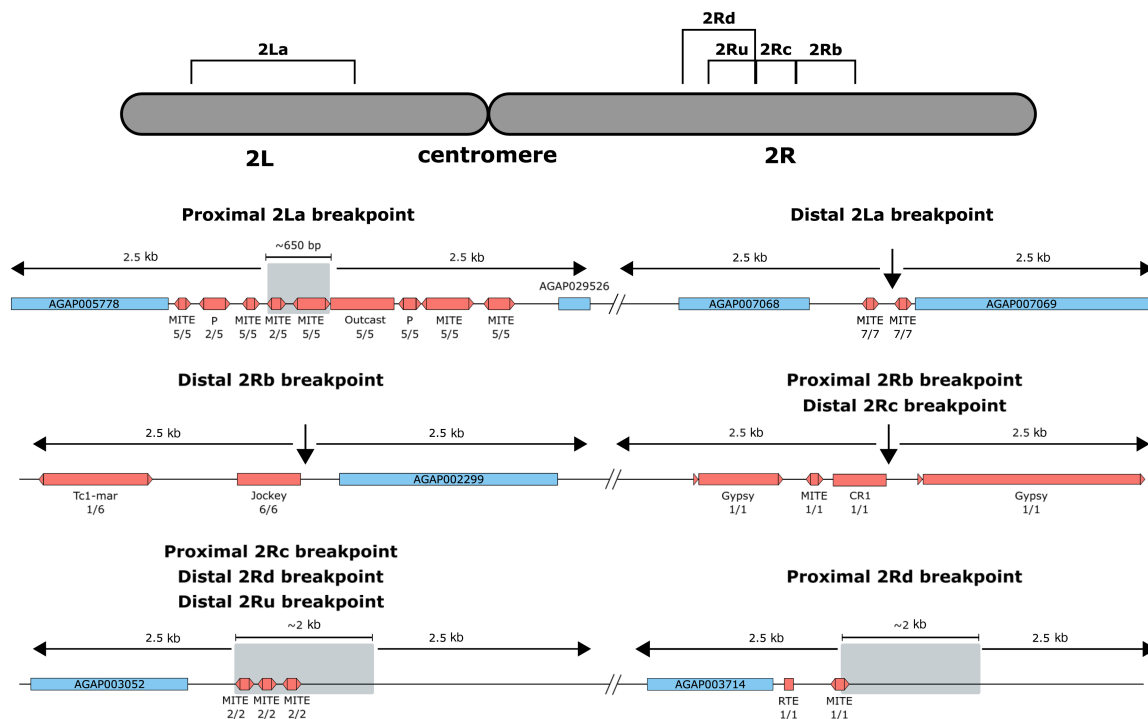 2Rd
2La
2Ru 2Rc 2Rb
2L centromere 2R
Proximal 2La breakpoint
~650 bp
2.5 kb 2.5 kb
AGAP029526
AGAP005778
MITE P MITE MITE MITE Outcast P MITE MITE
5/5 2/5 5/5 2/5 5/5 5/5 5/5 5/5 5/5
Distal 2La breakpoint
2.5 kb 2.5 kb
AGAP007068 AGAP007069
MITE MITE
7/7 7/7
Distal 2Rb breakpoint
2.5 kb 2.5 kb
AGAP002299
Tc1-mar Jockey
1/6 6/6
Proximal 2Rb breakpoint
Distal 2Rc breakpoint
2.5 kb 2.5 kb
Gypsy MITE CR1 Gypsy
1/1 1/1 1/1 1/1
Proximal 2Rc breakpoint
Distal 2Rd breakpoint
Distal 2Ru breakpoint
~2 kb
2.5 kb 2.5 kb
AGAP003052
MITE MITE MITE
2/2 2/2 2/2
Proximal 2Rd breakpoint
~2 kb
2.5 kb 2.5 kb
AGAP003714
RTE MITE
1/1 1/1